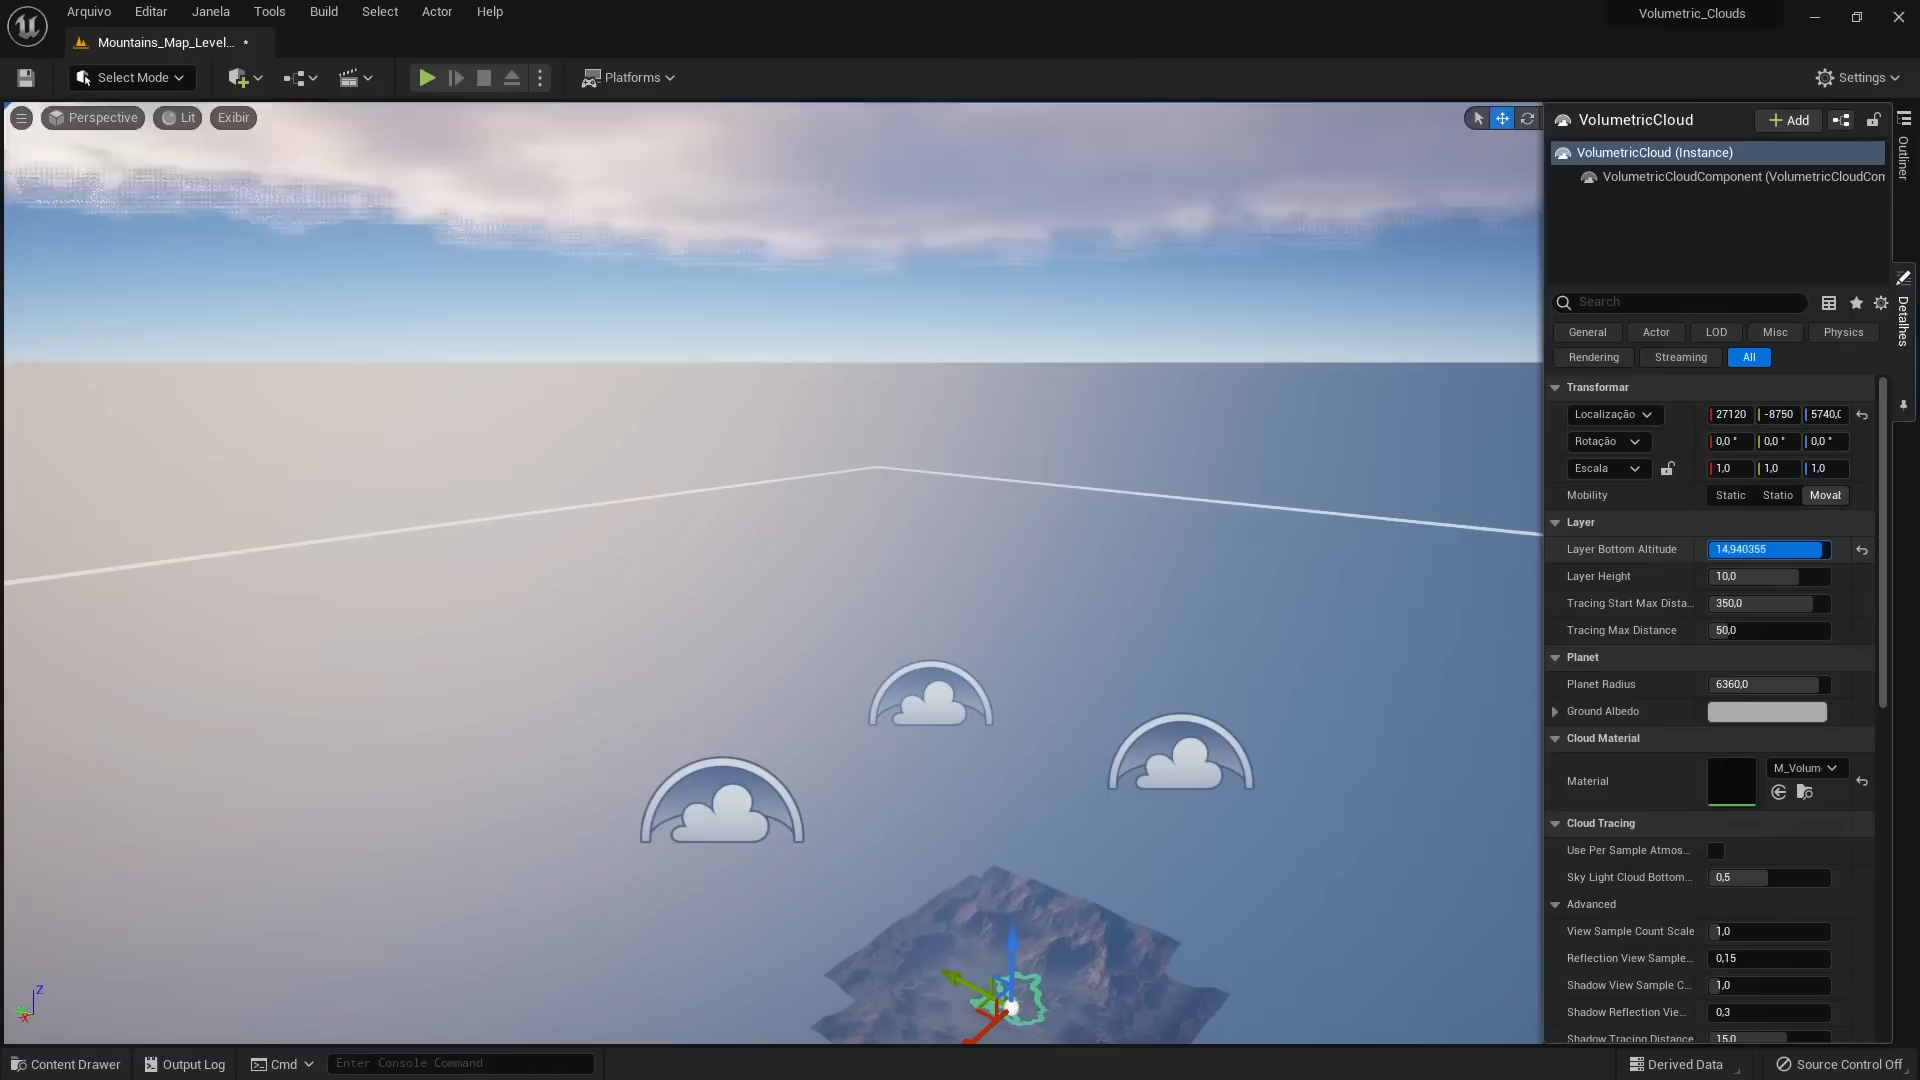 Arquivo Editar Janela Tools Build Select Actor Help
Volumetric_Clouds
Mountains_Map_Level... •
Select Mode
Platforms
Settings
Perspective Lit Exibir
VolumetricCloud
Add
VolumetricCloud (Instance)
VolumetricCloudComponent (VolumetricCloudCom
Outliner
Search
Detalhes
General Actor LOD Misc Physics
Rendering Streaming All
Transformar
Localização 27120 -8750 5740,0
Rotação 0,0 ° 0,0 ° 0,0 °
Escala 1,0 1,0 1,0
Mobility Static Statio Movat
Layer
Layer Bottom Altitude 14,940355
Layer Height 10,0
Tracing Start Max Dista... 350,0
Tracing Max Distance 50,0
Planet
Planet Radius 6360,0
Ground Albedo
Cloud Material
Material M_Volum
Cloud Tracing
Use Per Sample Atmos...
Sky Light Cloud Bottom... 0,5
Advanced
View Sample Count Scale 1,0
Reflection View Sample... 0,15
Shadow View Sample C... 1,0
Shadow Reflection Vie... 0,3
Shadow Tracing Distance 15,0
Z
X
Content Drawer Output Log Cmd Enter Console Command
Derived Data Source Control Off